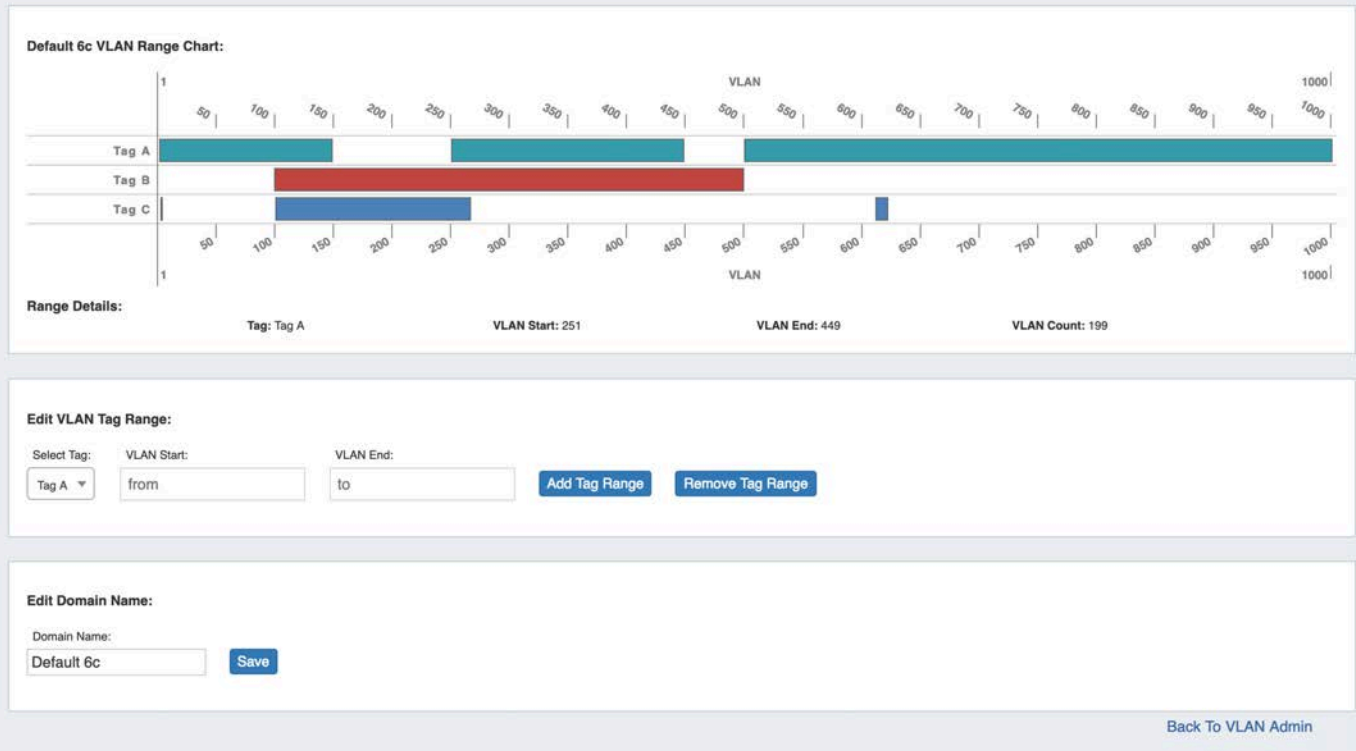 Default 6c VLAN Range Chart:
1 VLAN 1000
50 100 150 200 250 300 350 400 450 500 550 600 650 700 750 800 850 900 950 1000
Tag A
Tag B
Tag C
50 100 150 200 250 300 350 400 450 500 550 600 650 700 750 800 850 900 950 1000
1 VLAN 1000
Range Details:
Tag: Tag A VLAN Start: 251 VLAN End: 449 VLAN Count: 199
Edit VLAN Tag Range:
Select Tag: VLAN Start: VLAN End:
Tag A from to Add Tag Range Remove Tag Range
Edit Domain Name:
Domain Name:
Default 6c Save
Back To VLAN Admin